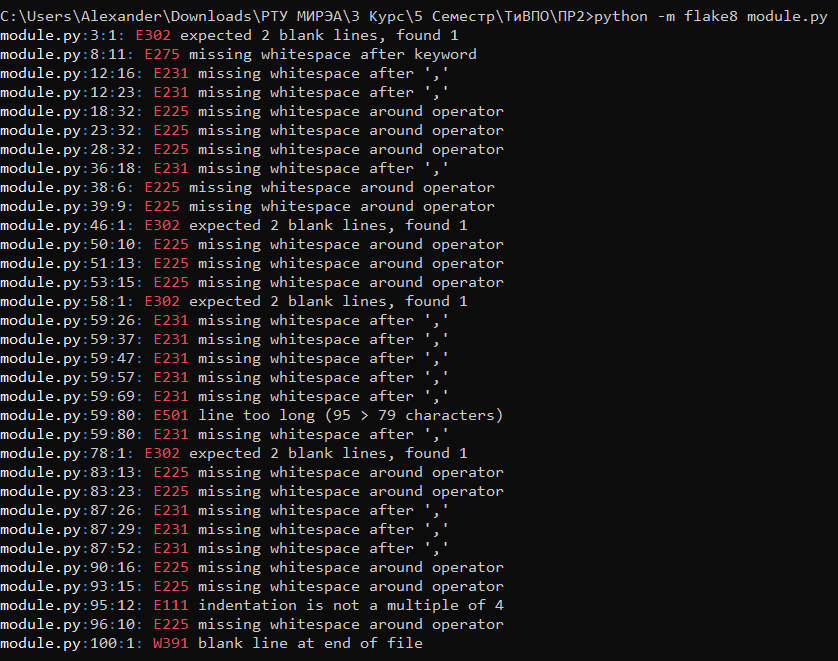 C:\Users\Alexander\Downloads\РТУ МИРЭА\3 Курс\5 Семестр\ТиВПО\ПР2>python -m flake8 module.py
module.py:3:1: E302 expected 2 blank lines, found 1
module.py:8:11: E275 missing whitespace after keyword
module.py:12:16: E231 missing whitespace after ','
module.py:12:23: E231 missing whitespace after ','
module.py:18:32: E225 missing whitespace around operator
module.py:23:32: E225 missing whitespace around operator
module.py:28:32: E225 missing whitespace around operator
module.py:36:18: E231 missing whitespace after ','
module.py:38:6: E225 missing whitespace around operator
module.py:39:9: E225 missing whitespace around operator
module.py:46:1: E302 expected 2 blank lines, found 1
module.py:50:10: E225 missing whitespace around operator
module.py:51:13: E225 missing whitespace around operator
module.py:53:15: E225 missing whitespace around operator
module.py:58:1: E302 expected 2 blank lines, found 1
module.py:59:26: E231 missing whitespace after ','
module.py:59:37: E231 missing whitespace after ','
module.py:59:47: E231 missing whitespace after ','
module.py:59:57: E231 missing whitespace after ','
module.py:59:69: E231 missing whitespace after ','
module.py:59:80: E501 line too long (95 > 79 characters)
module.py:59:80: E231 missing whitespace after ','
module.py:78:1: E302 expected 2 blank lines, found 1
module.py:83:13: E225 missing whitespace around operator
module.py:83:23: E225 missing whitespace around operator
module.py:87:26: E231 missing whitespace after ','
module.py:87:29: E231 missing whitespace after ','
module.py:87:52: E231 missing whitespace after ','
module.py:90:16: E225 missing whitespace around operator
module.py:93:15: E225 missing whitespace around operator
module.py:95:12: E111 indentation is not a multiple of 4
module.py:96:10: E225 missing whitespace around operator
module.py:100:1: W391 blank line at end of file